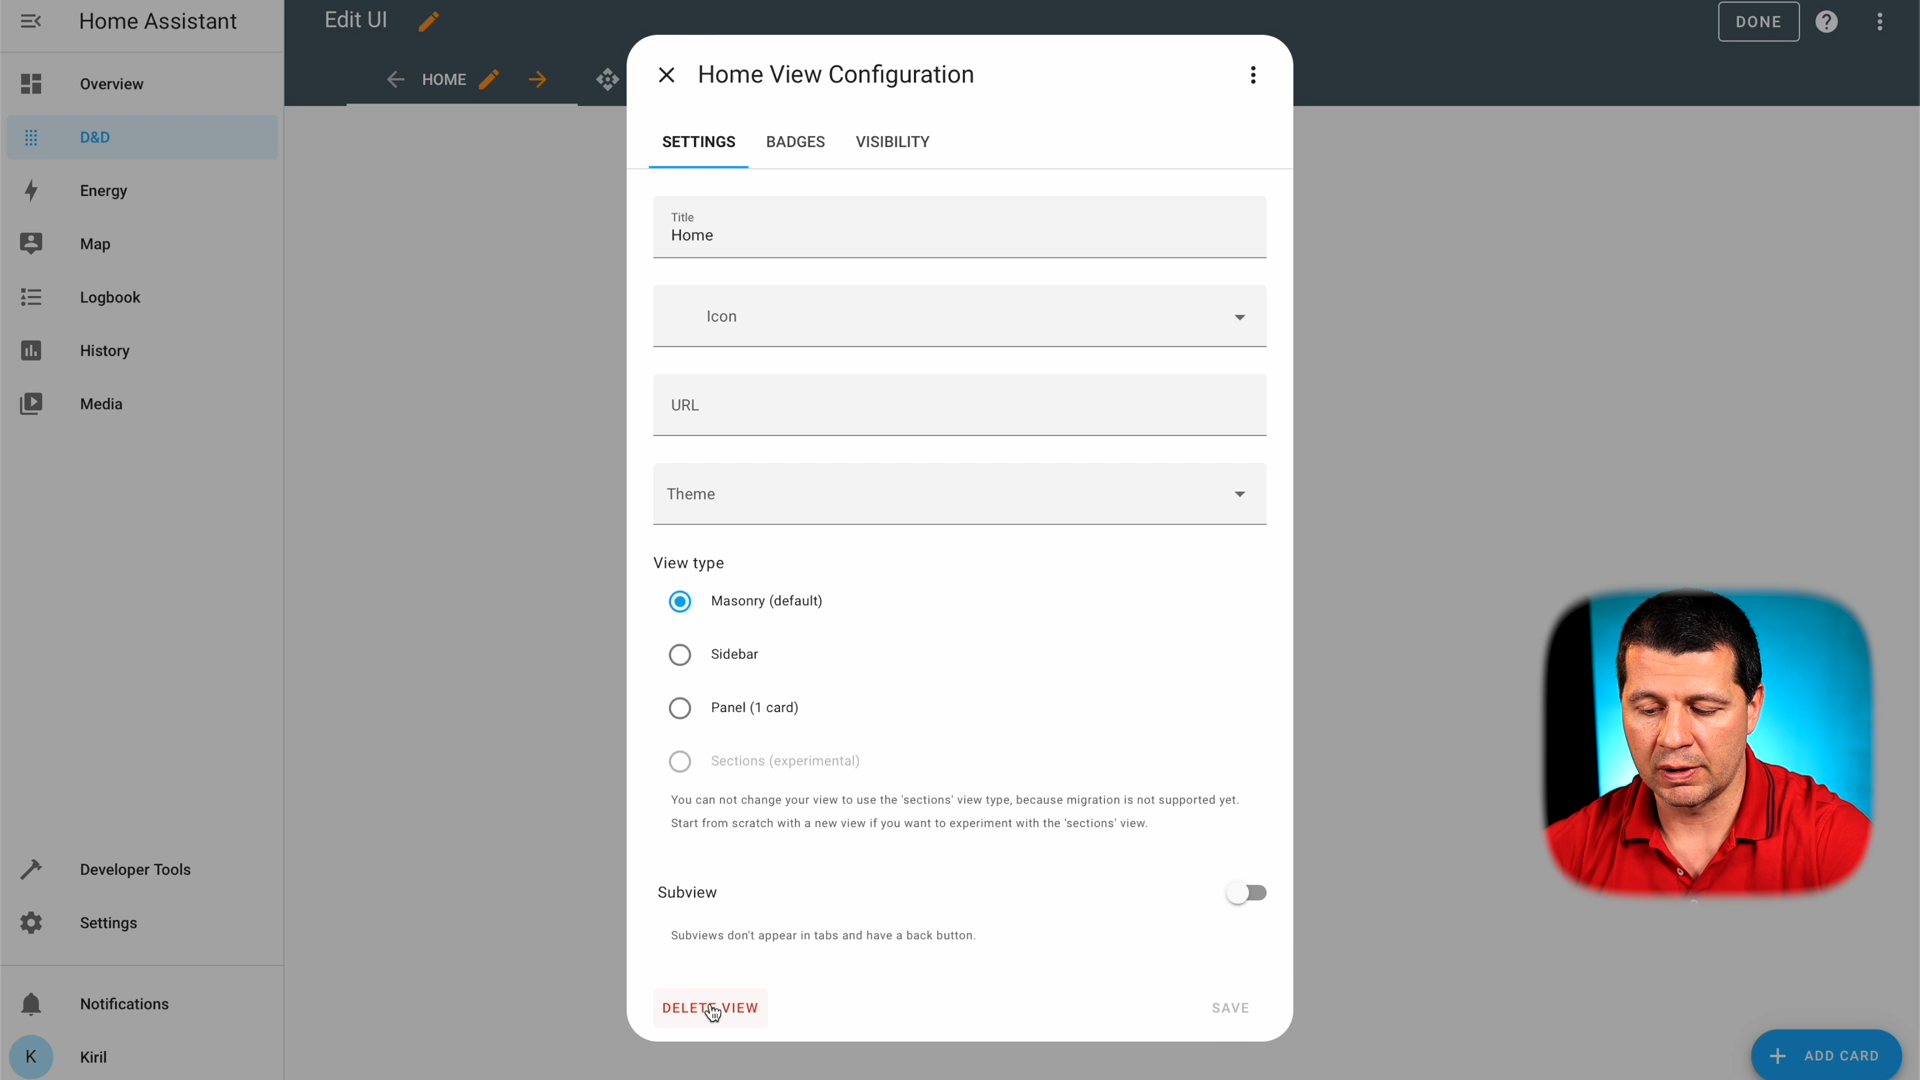 Home Assistant
Edit UI
DONE
HOME
Overview
D&D
Energy
Map
Logbook
History
Media
Developer Tools
Settings
Notifications
K
Kiril
Home View Configuration
SETTINGS
BADGES
VISIBILITY
Title
Home
Icon
URL
Theme
View type
Masonry (default)
Sidebar
Panel (1 card)
Sections (experimental)
You can not change your view to use the 'sections' view type, because migration is not supported yet.
Start from scratch with a new view if you want to experiment with the 'sections' view.
Subview
Subviews don't appear in tabs and have a back button.
DELETE VIEW
SAVE
ADD CARD